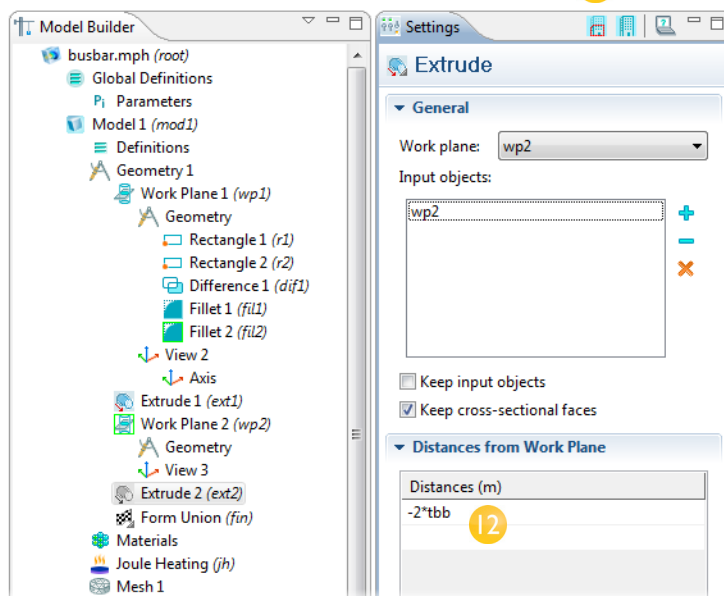 Model Builder
busbar.mph (root)
Global Definitions
Pi Parameters
Model 1 (mod1)
Definitions
Geometry 1
Work Plane 1 (wp1)
Geometry
Rectangle 1 (r1)
Rectangle 2 (r2)
Difference 1 (dif1)
Fillet 1 (fil1)
Fillet 2 (fil2)
View 2
Axis
Extrude 1 (ext1)
Work Plane 2 (wp2)
Geometry
View 3
Extrude 2 (ext2)
Form Union (fin)
Materials
Joule Heating (jh)
Mesh 1
Settings
Extrude
General
Work plane: wp2
Input objects:
wp2
Keep input objects
Keep cross-sectional faces
Distances from Work Plane
Distances (m)
-2*tbb
12